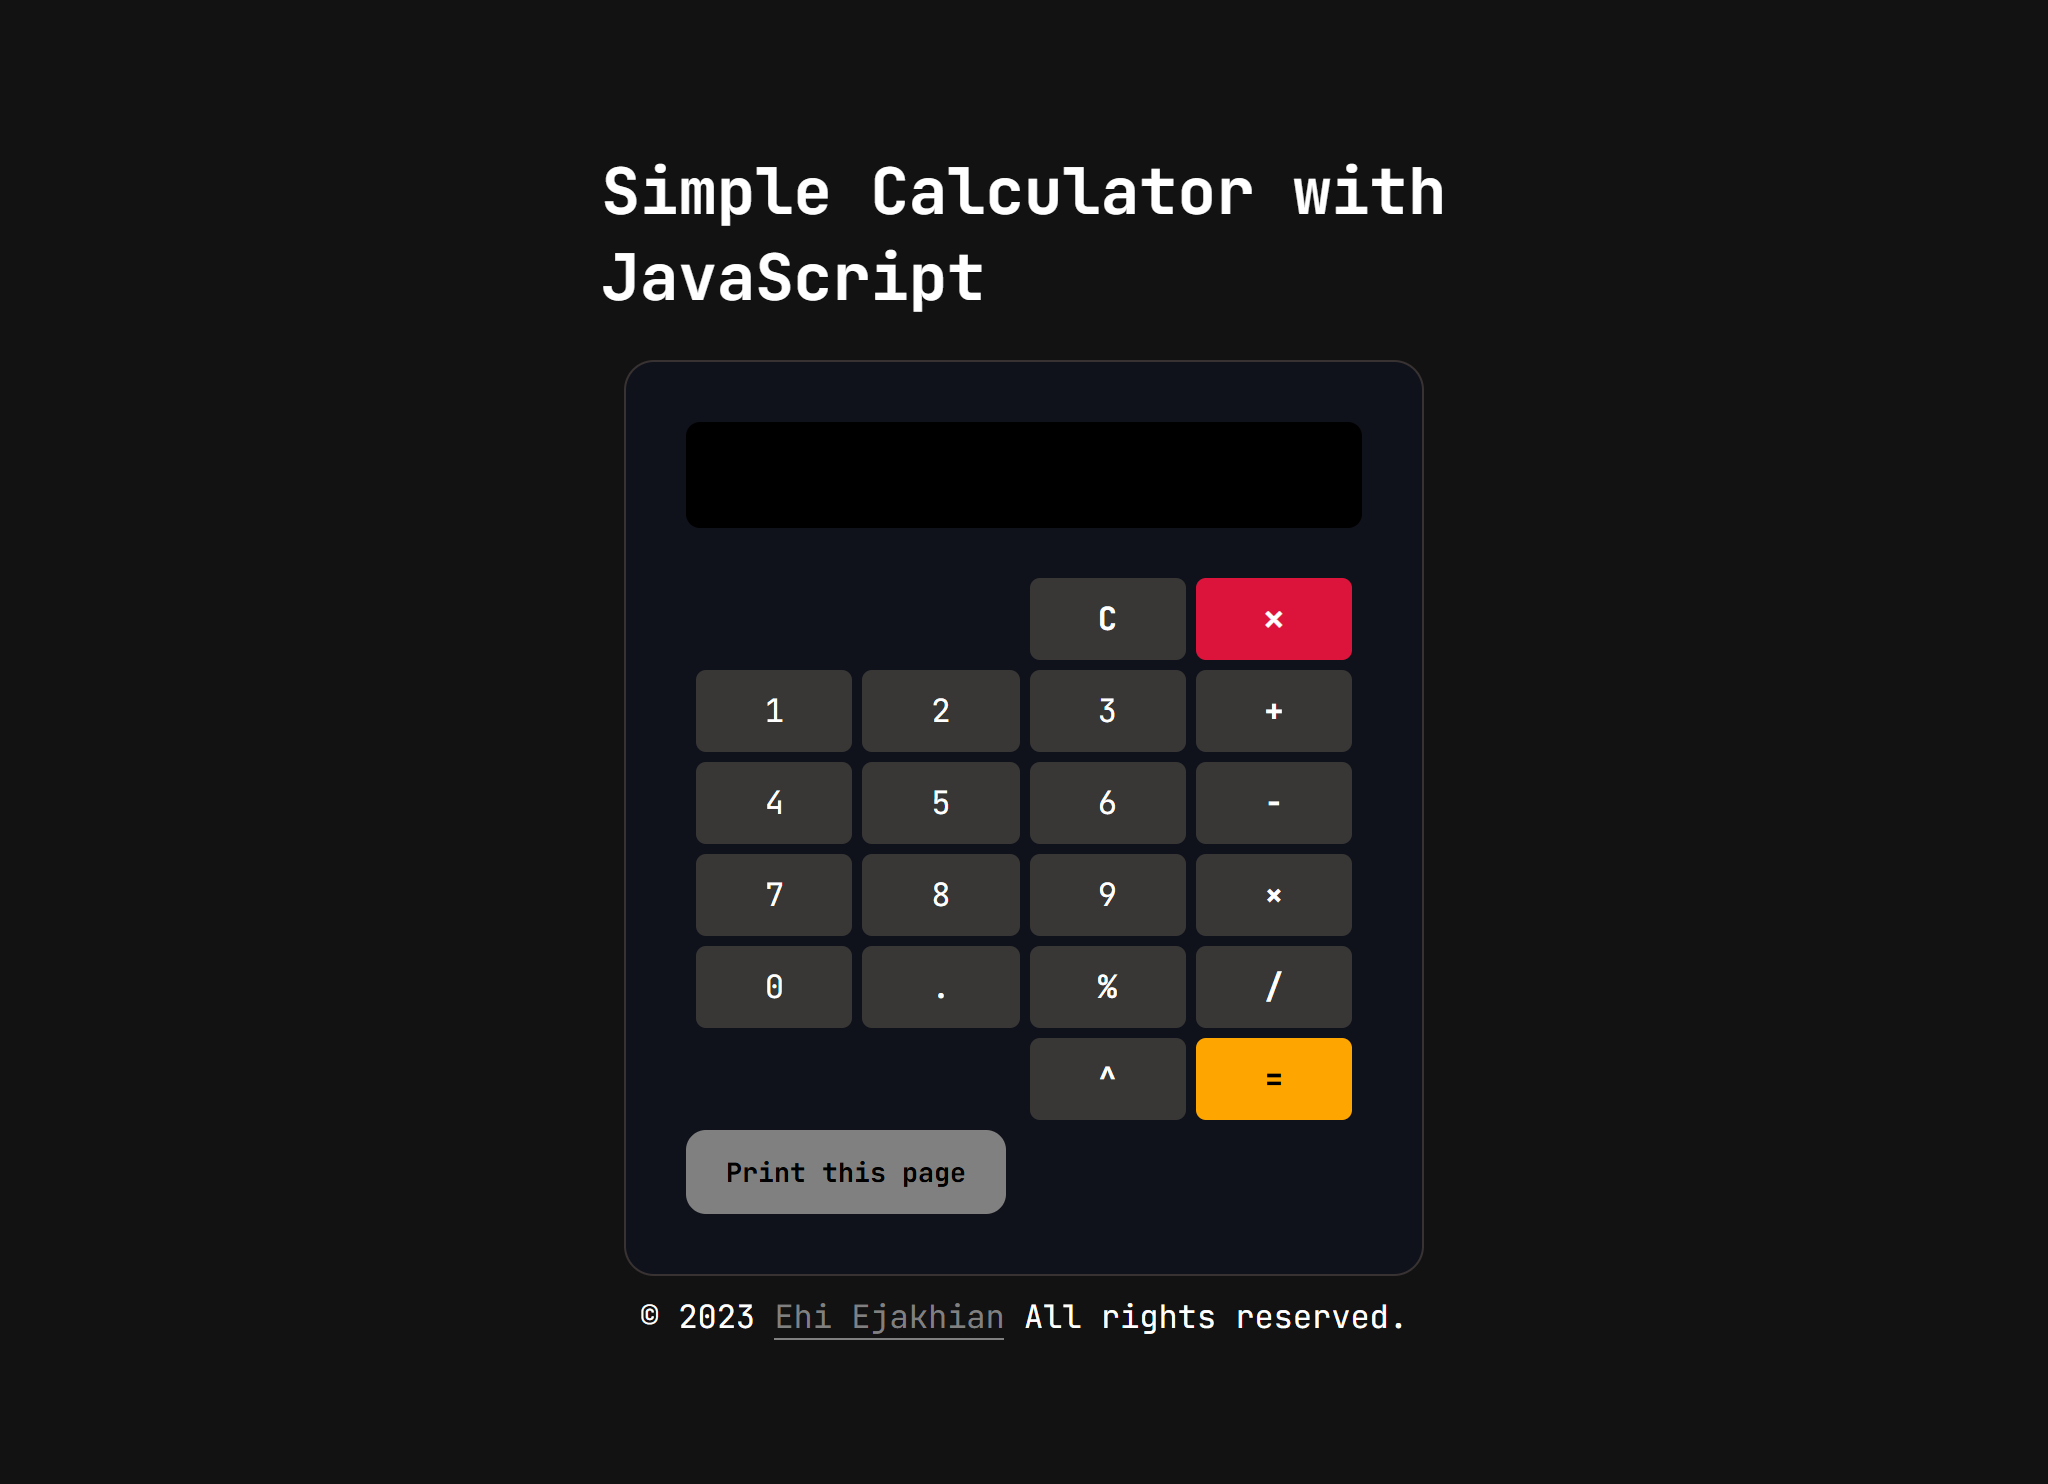 Simple Calculator with
JavaScript
C ×
1 2 3 +
4 5 6 -
7 8 9 ×
0 . % /
^ =
Print this page
© 2023 Ehi Ejakhian All rights reserved.